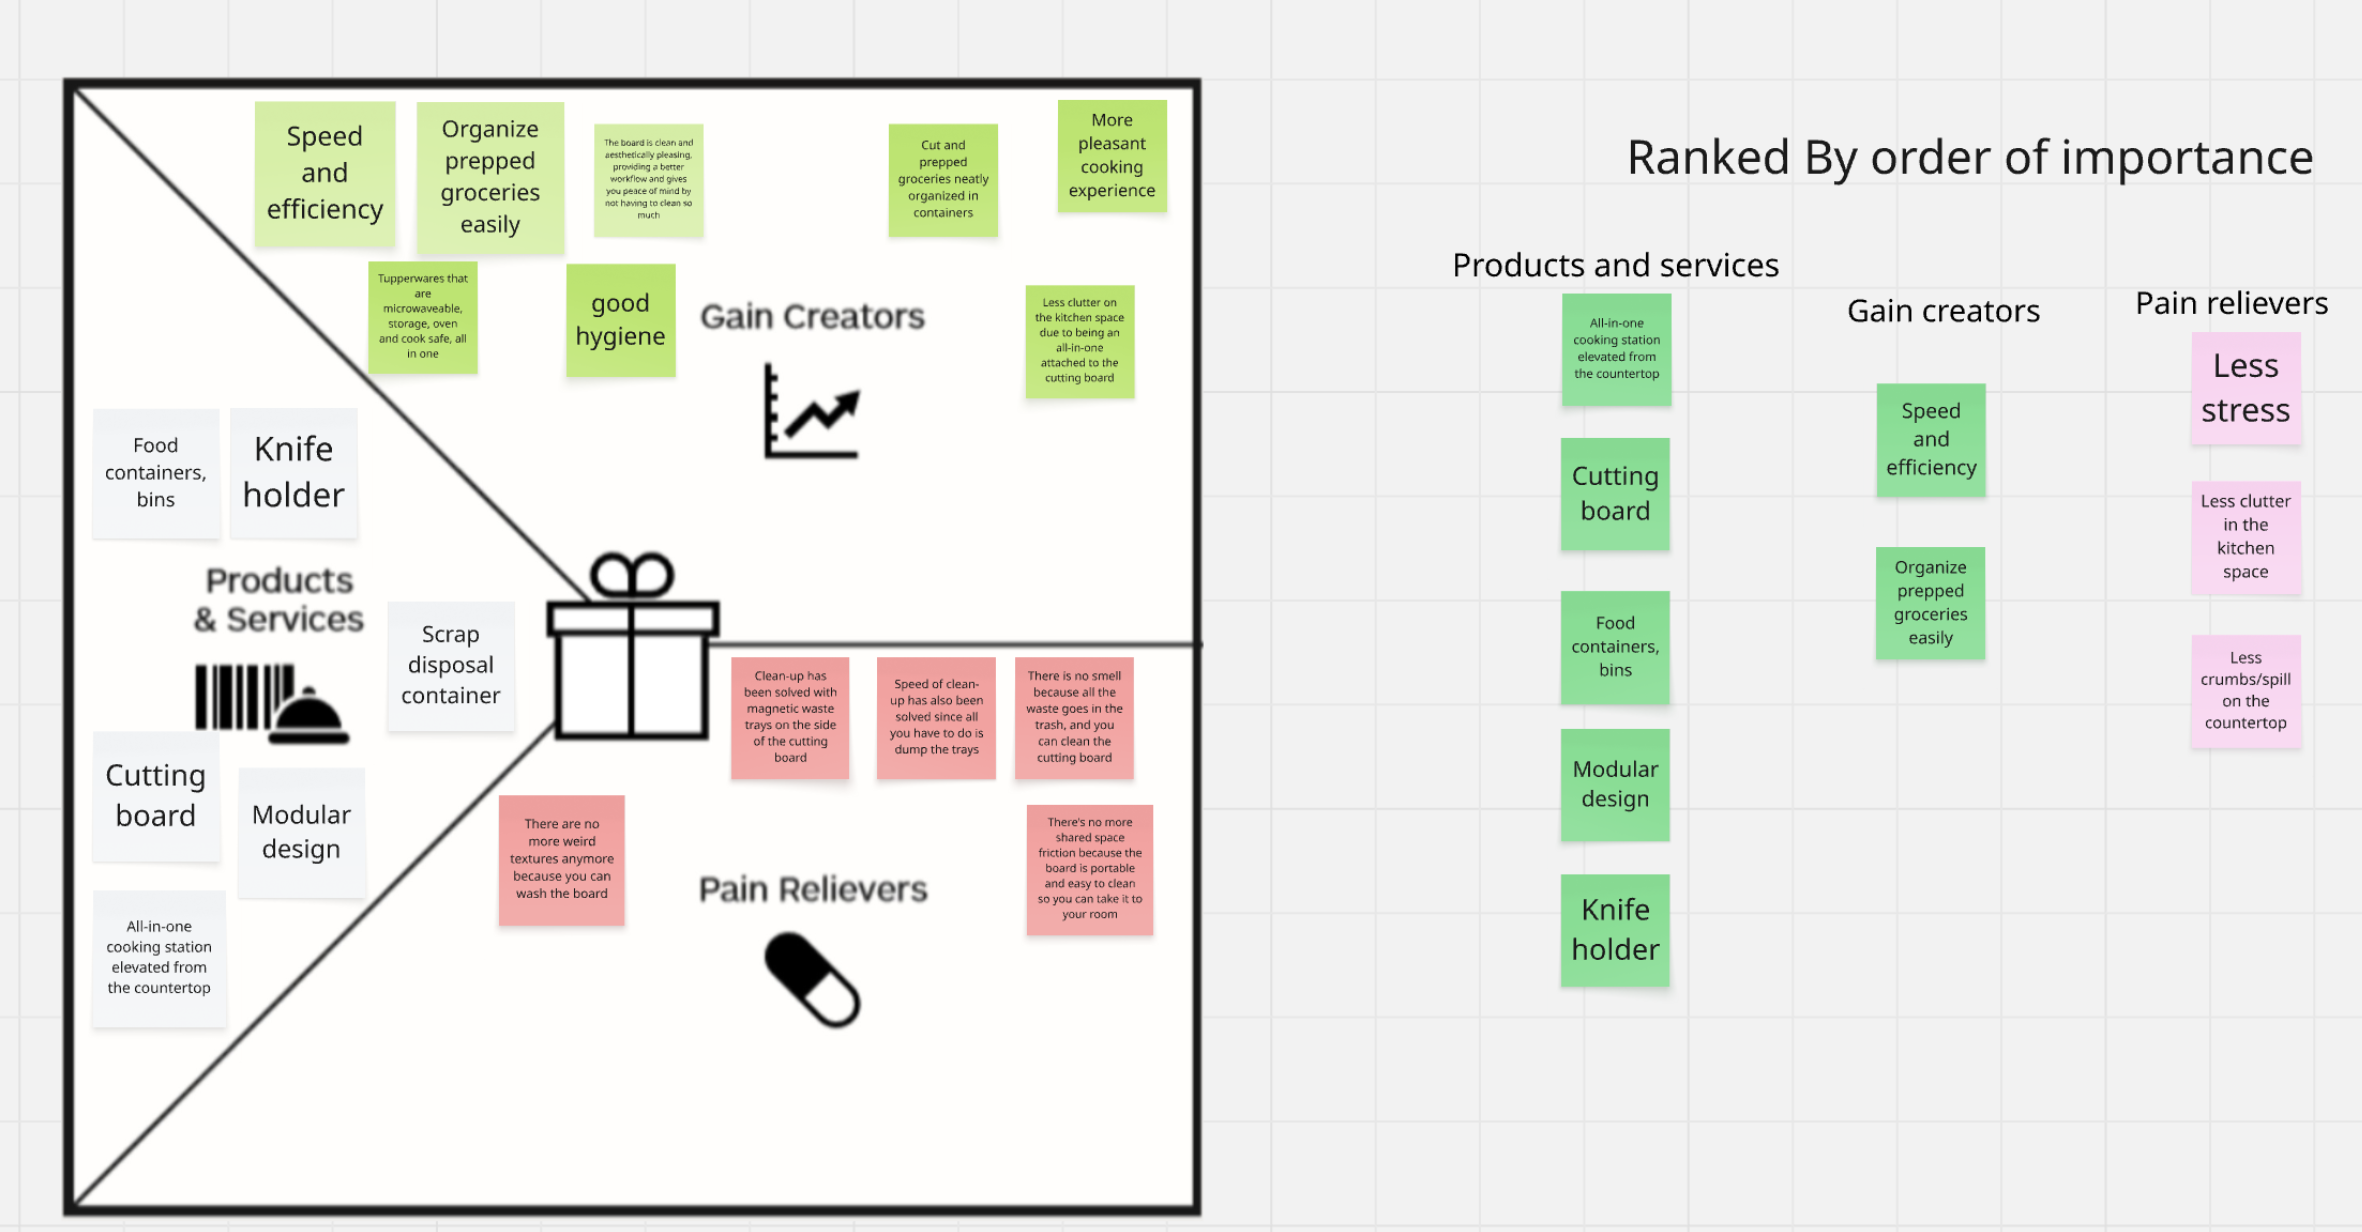 Speed
and
efficiency
Organize
prepped
groceries
easily
The board is clean and
aesthetically pleasing,
providing a better
workflow and gives
you peace of mind by
not having to clean so
much
Cut and
prepped
groceries neatly
organized in
containers
More
pleasant
cooking
experience
Tupperwares that
are
microwaveable,
storage, oven
and cook safe, all
in one
good
hygiene
Gain Creators
Less clutter on
the kitchen space
due to being an
all-in-one
attached to the
cutting board
Food
containers,
bins
Knife
holder
Products
& Services
Scrap
disposal
container
Cutting
board
Modular
design
All-in-one
cooking station
elevated from
the countertop
Clean-up has
been solved with
magnetic waste
trays on the side
of the cutting
board
Speed of clean-
up has also been
solved since all
you have to do is
dump the trays
There is no smell
because all the
waste goes in the
trash, and you
can clean the
cutting board
There are no
more weird
textures anymore
because you can
wash the board
Pain Relievers
There's no more
shared space
friction because the
board is portable
and easy to clean
so you can take it to
your room
Ranked By order of importance
Products and services
All-in-one
cooking station
elevated from
the countertop
Cutting
board
Food
containers,
bins
Modular
design
Knife
holder
Gain creators
Speed
and
efficiency
Organize
prepped
groceries
easily
Pain relievers
Less
stress
Less clutter
in the
kitchen
space
Less
crumbs/spill
on the
countertop